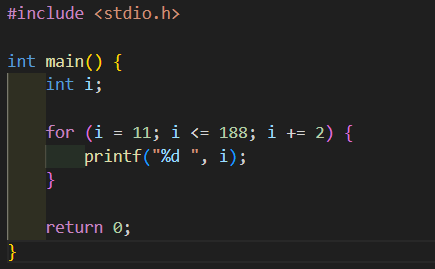 #include <stdio.h>
int main() {
int i;
for (i = 11; i <= 188; i += 2) {
printf("%d ", i);
}
return 0;
}